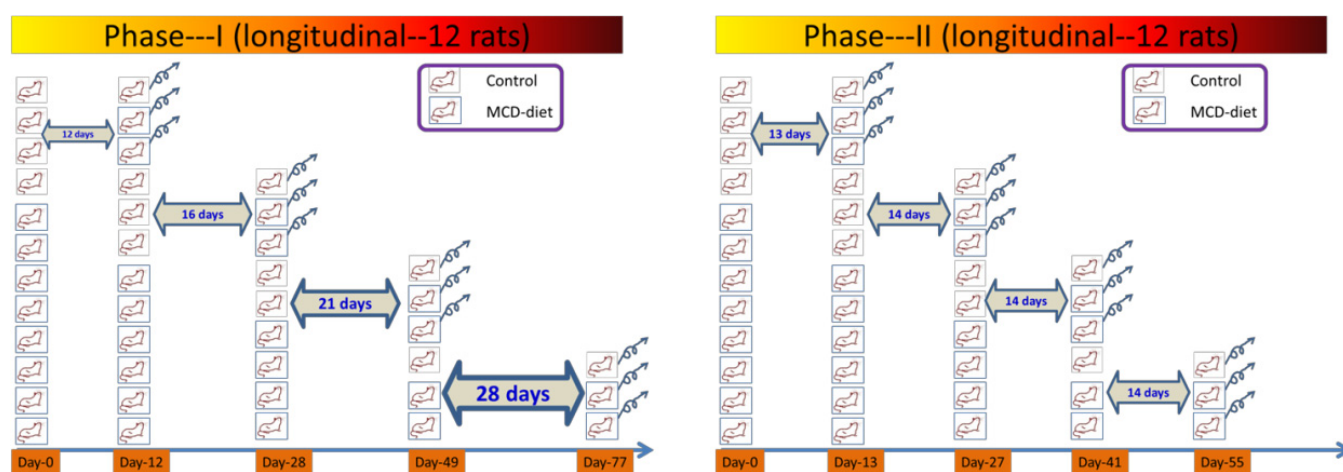 Phase---I (longitudinal--12 rats)
Control
MCD-diet
12 days
16 days
21 days
28 days
Day-0
Day-12
Day-28
Day-49
Day-77
Phase---II (longitudinal--12 rats)
Control
MCD-diet
13 days
14 days
14 days
14 days
Day-0
Day-13
Day-27
Day-41
Day-55